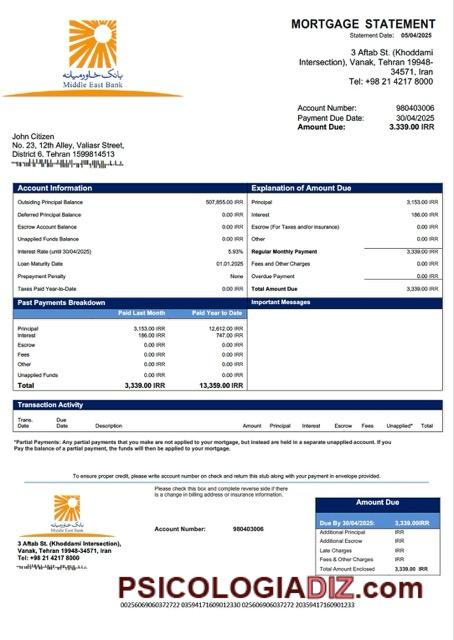 MORTGAGE STATEMENT
Statement Date: 05/04/2025
بانک خاورمیانه
Middle East Bank
3 Aftab St. (Khoddami
Intersection), Vanak, Tehran 19948-
34571, Iran
Tel: +98 21 4217 8000
Account Number: 980403006
Payment Due Date: 30/04/2025
Amount Due: 3,339.00 IRR
John Citizen
No. 23, 12th Alley, Valiasr Street,
District 6, Tehran 1599814513
Account Information
Outsiding Principal Balance 507,855.00 IRR
Deferred Principal Balance 0.00 IRR
Escrow Account Balance 0.00 IRR
Unapplied Funds Balance 0.00 IRR
Interest Rate (until 30/04/2025) 5.93%
Loan Maturity Date 01.01.2025
Prepayment Penalty None
Taxes Paid Year-to-Date 0.00 IRR
Explanation of Amount Due
Principal 3,153.00 IRR
Interest 186.00 IRR
Escrow (For Taxes and/or insurance) 0.00 IRR
Other 0.00 IRR
Regular Monthly Payment 3,339.00 IRR
Fees and Other Charges 0.00 IRR
Overdue Payment 0.00 IRR
Total Amount Due 3,339.00 IRR
Past Payments Breakdown
Paid Last Month Paid Year to Date
Principal 3,153.00 IRR 12,612.00 IRR
Interest 186.00 IRR 747.00 IRR
Escrow 0.00 IRR 0.00 IRR
Fees 0.00 IRR 0.00 IRR
Other 0.00 IRR 0.00 IRR
Unapplied Funds 0.00 IRR 0.00 IRR
Total 3,339.00 IRR 13,359.00 IRR
Important Messages
Transaction Activity
Trans. Date Due Date Description Amount Principal Interest Escrow Fees Unapplied* Total
*Partial Payments: Any partial payments that you make are not applied to your mortgage, but instead are held in a separate unapplied account. If you
Pay the balance of a partial payment, the funds will then be applied to your mortgage.
To ensure proper credit, please write account number on check and return this stub along with your payment in envelope provided.
Please check this box and complete reverse side if there
is a change in billing address or insurance information.
بانک خاورمیانه
Middle East Bank
3 Aftab St. (Khoddami Intersection),
Vanak, Tehran 19948-34571, Iran
Tel: +98 21 4217 8000
Account Number: 980403006
Amount Due
Due By 30/04/2025: 3,339.00IRR
Additional Principal IRR
Additional Escrow IRR
Late Charges IRR
Fees & Other Charges IRR
Total Amount Enclosed 3,339.00 IRR
PSICOLOGIADIZ.com
00256069060372722 0359417160901233 0256069060372722 20359417160901233